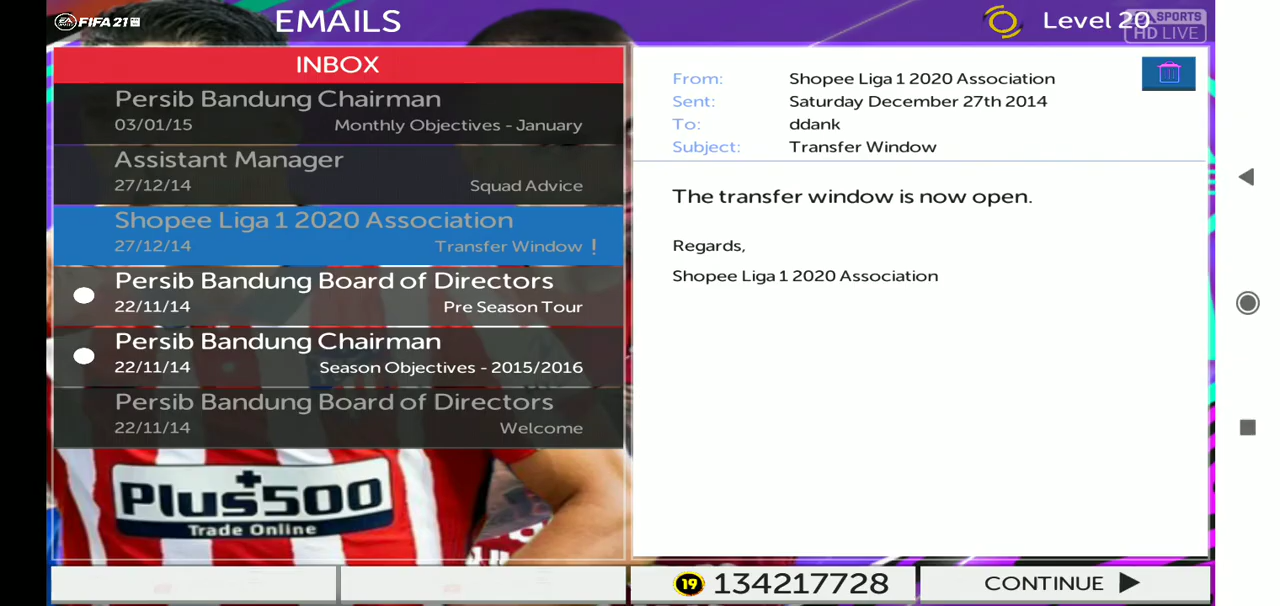 EA SPORTS FIFA 21
EMAILS
Level 20
EA SPORTS
HD LIVE
INBOX
Persib Bandung Chairman
03/01/15 Monthly Objectives - January
Assistant Manager
27/12/14 Squad Advice
Shopee Liga 1 2020 Association
27/12/14 Transfer Window !
Persib Bandung Board of Directors
22/11/14 Pre Season Tour
Persib Bandung Chairman
22/11/14 Season Objectives - 2015/2016
Persib Bandung Board of Directors
22/11/14 Welcome
Plus500
Trade Online
From: Shopee Liga 1 2020 Association
Sent: Saturday December 27th 2014
To: ddank
Subject: Transfer Window
The transfer window is now open.
Regards,
Shopee Liga 1 2020 Association
19 134217728
CONTINUE